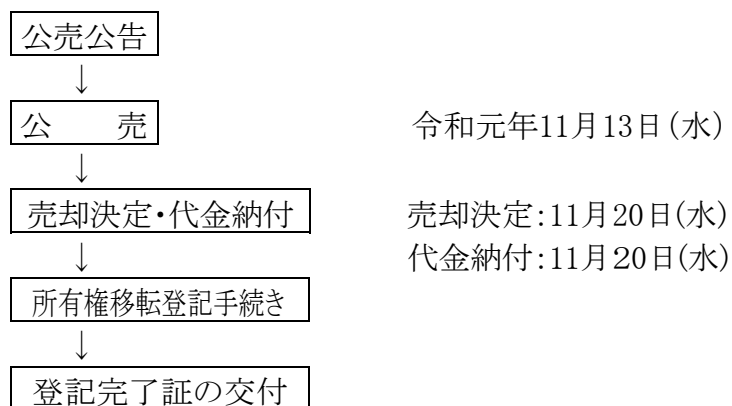 公売公告
↓
公　　売　　　令和元年11月13日(水)
↓
売却決定・代金納付　　　売却決定:11月20日(水)
↓　　　代金納付:11月20日(水)
所有権移転登記手続き
↓
登記完了証の交付